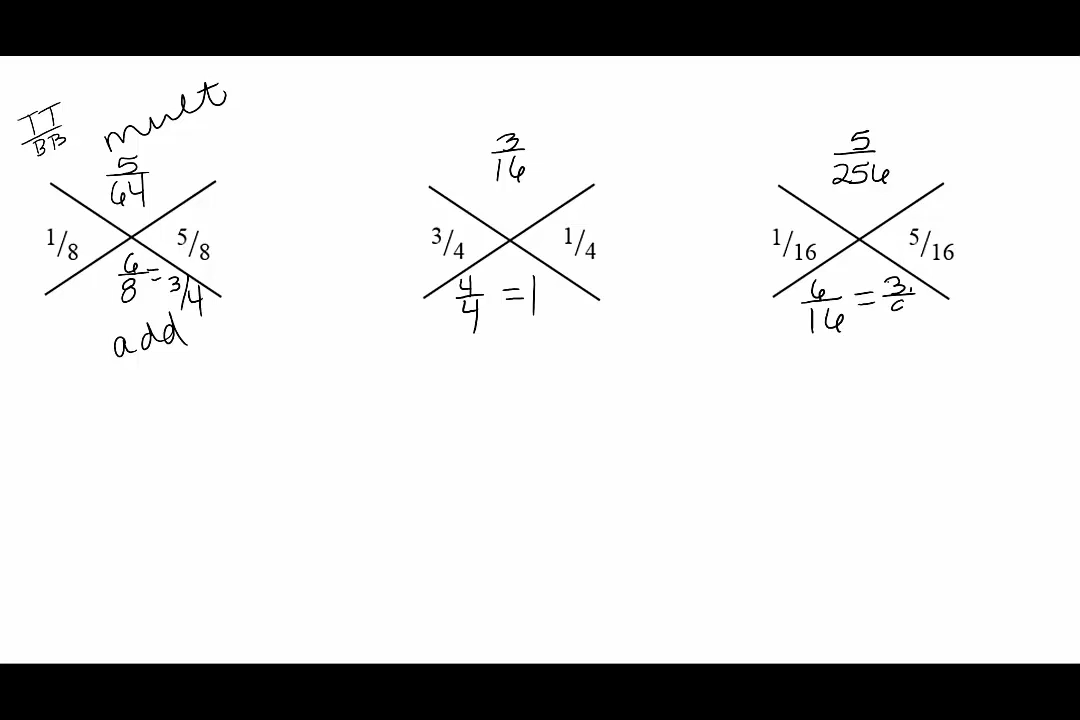 TT/BB mult
5/64
1/8 5/8
6/8 = 3/4
add
3/16
3/4 1/4
4/4 = 1
5/256
1/16 5/16
6/16 = 3/